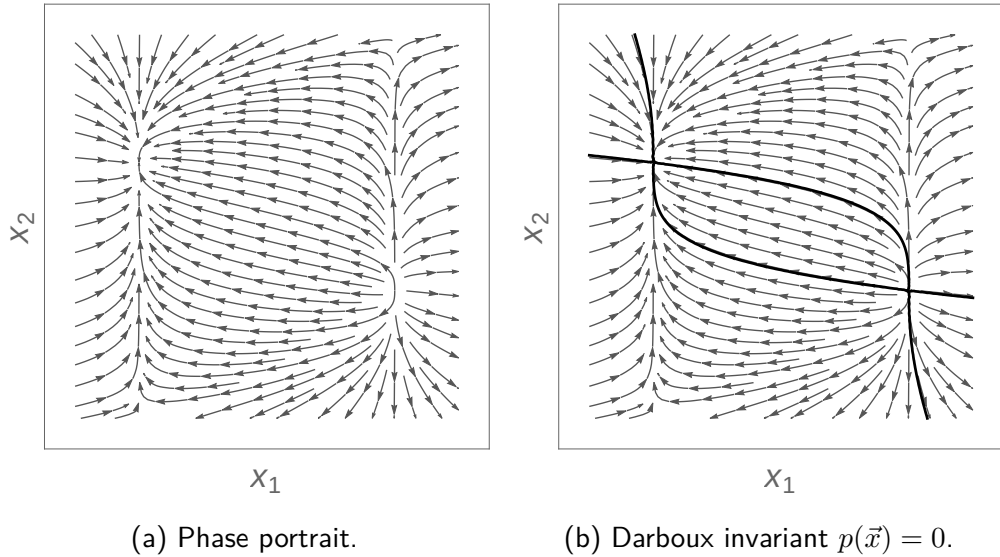 x₂
x₁
(a) Phase portrait.
x₂
x₁
(b) Darboux invariant p(x⃗) = 0.